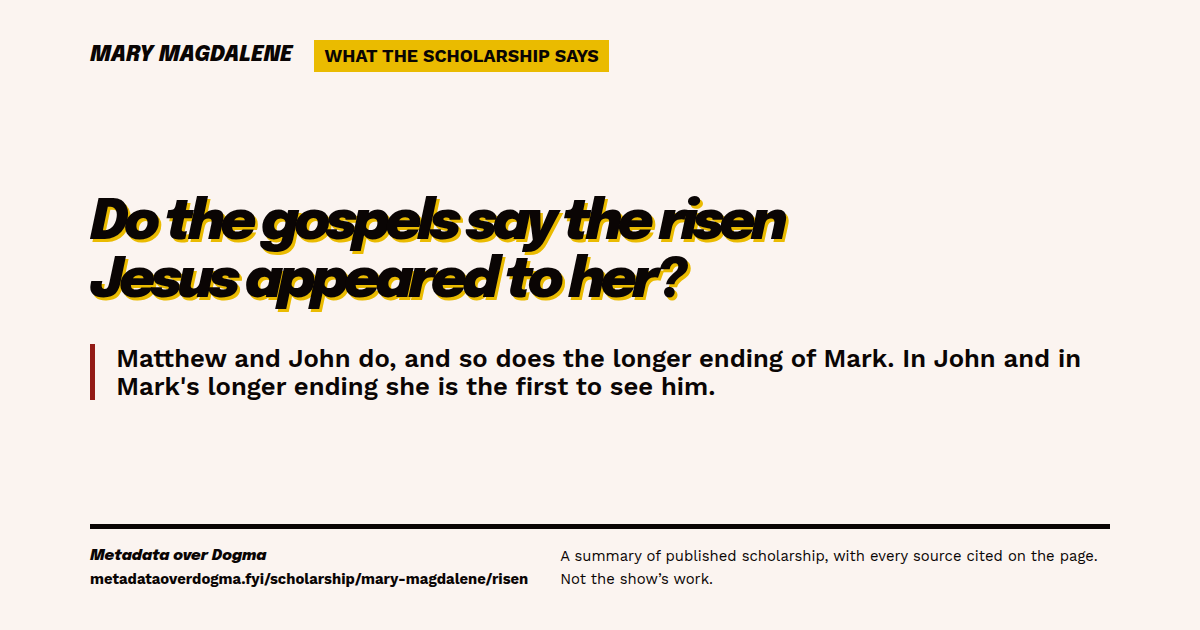 MARY MAGDALENE
WHAT THE SCHOLARSHIP SAYS
Do the gospels say the risen
Jesus appeared to her?
Matthew and John do, and so does the longer ending of Mark. In John and in
Mark's longer ending she is the first to see him.
Metadata over Dogma
metadataoverdogma.fyi/scholarship/mary-magdalene/risen
A summary of published scholarship, with every source cited on the page.
Not the show’s work.